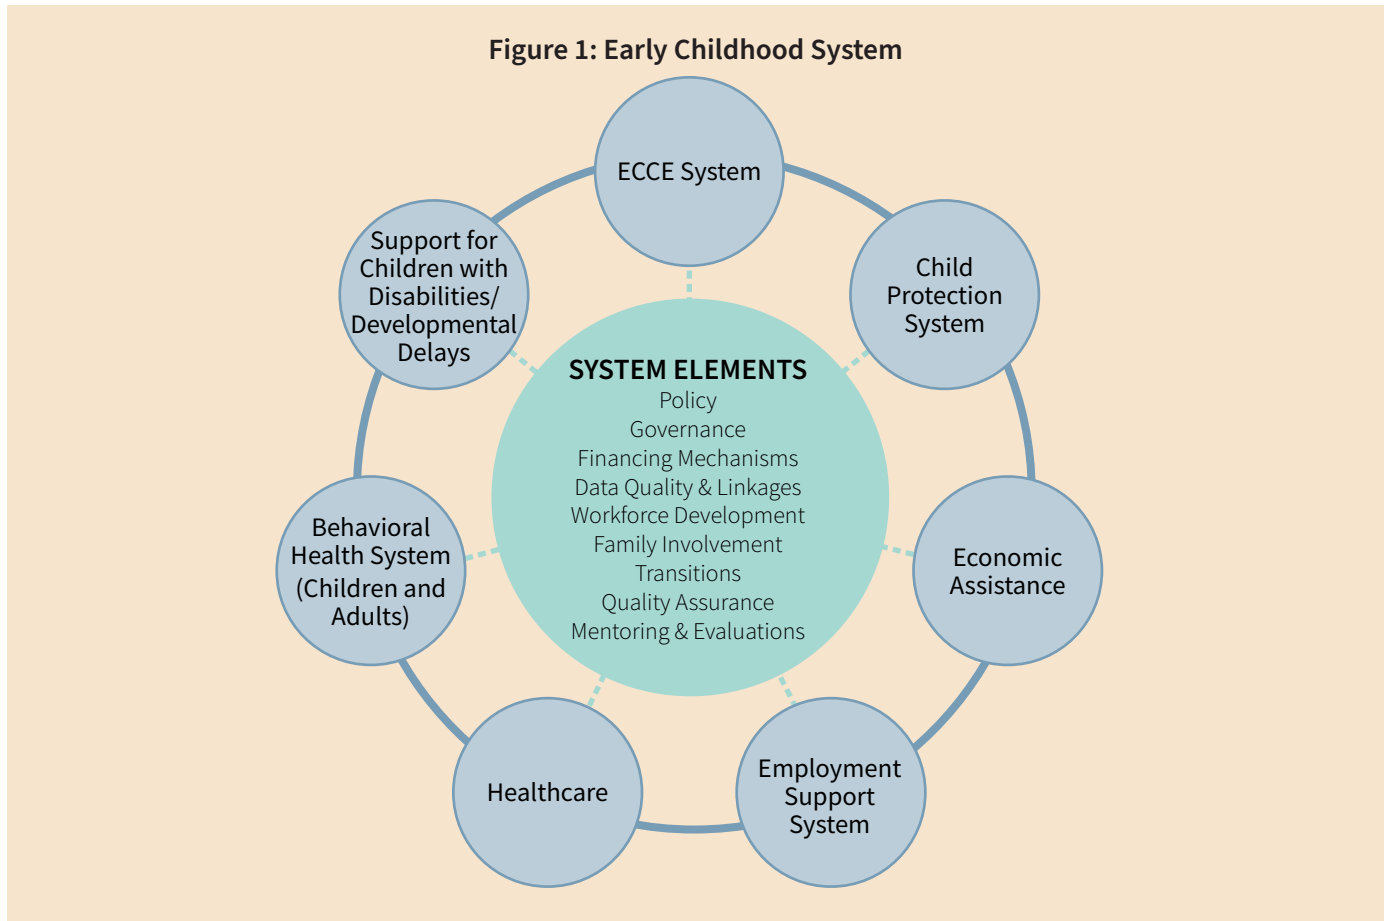 Figure 1: Early Childhood System
ECCE System
Child
Protection
System
Economic
Assistance
Employment
Support
System
Healthcare
Behavioral
Health System
(Children and
Adults)
Support for
Children with
Disabilities/
Developmental
Delays
SYSTEM ELEMENTS
Policy
Governance
Financing Mechanisms
Data Quality & Linkages
Workforce Development
Family Involvement
Transitions
Quality Assurance
Mentoring & Evaluations